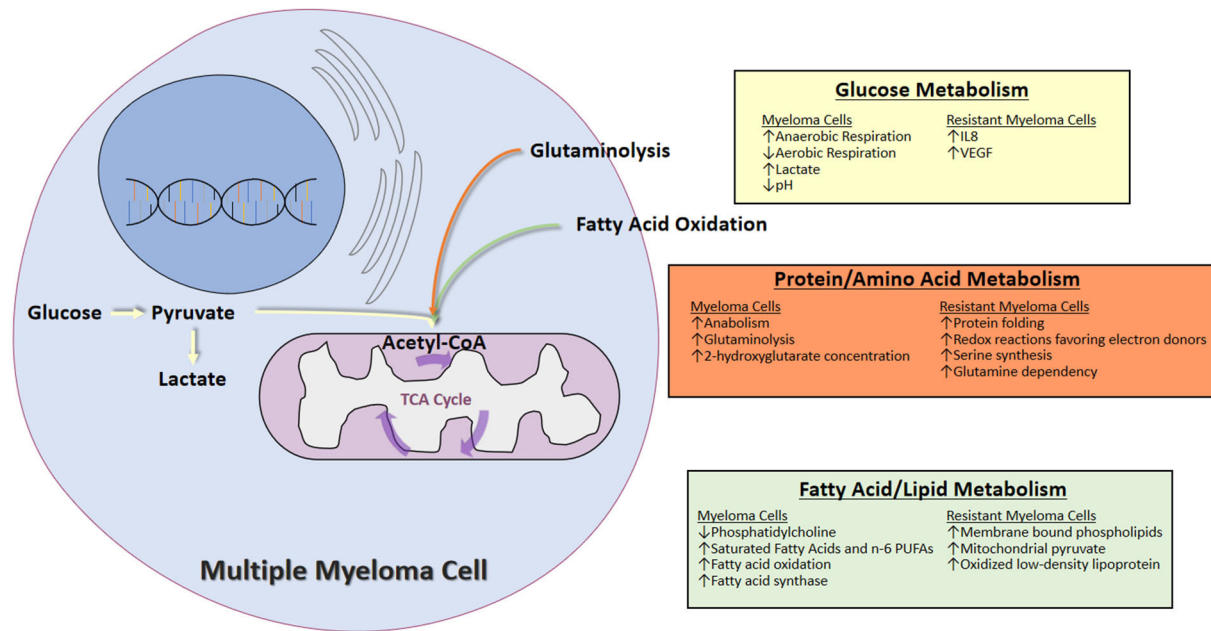 Glutaminolysis
Fatty Acid Oxidation
Glucose
Pyruvate
Lactate
Acetyl-CoA
TCA Cycle
Multiple Myeloma Cell
Glucose Metabolism
Myeloma Cells
↑Anaerobic Respiration
↓Aerobic Respiration
↑Lactate
↓pH
Resistant Myeloma Cells
↑IL8
↑VEGF
Protein/Amino Acid Metabolism
Myeloma Cells
↑Anabolism
↑Glutaminolysis
↑2-hydroxyglutarate concentration
Resistant Myeloma Cells
↑Protein folding
↑Redox reactions favoring electron donors
↑Serine synthesis
↑Glutamine dependency
Fatty Acid/Lipid Metabolism
Myeloma Cells
↓Phosphatidylcholine
↑Saturated Fatty Acids and n-6 PUFAs
↑Fatty acid oxidation
↑Fatty acid synthase
Resistant Myeloma Cells
↑Membrane bound phospholipids
↑Mitochondrial pyruvate
↑Oxidized low-density lipoprotein